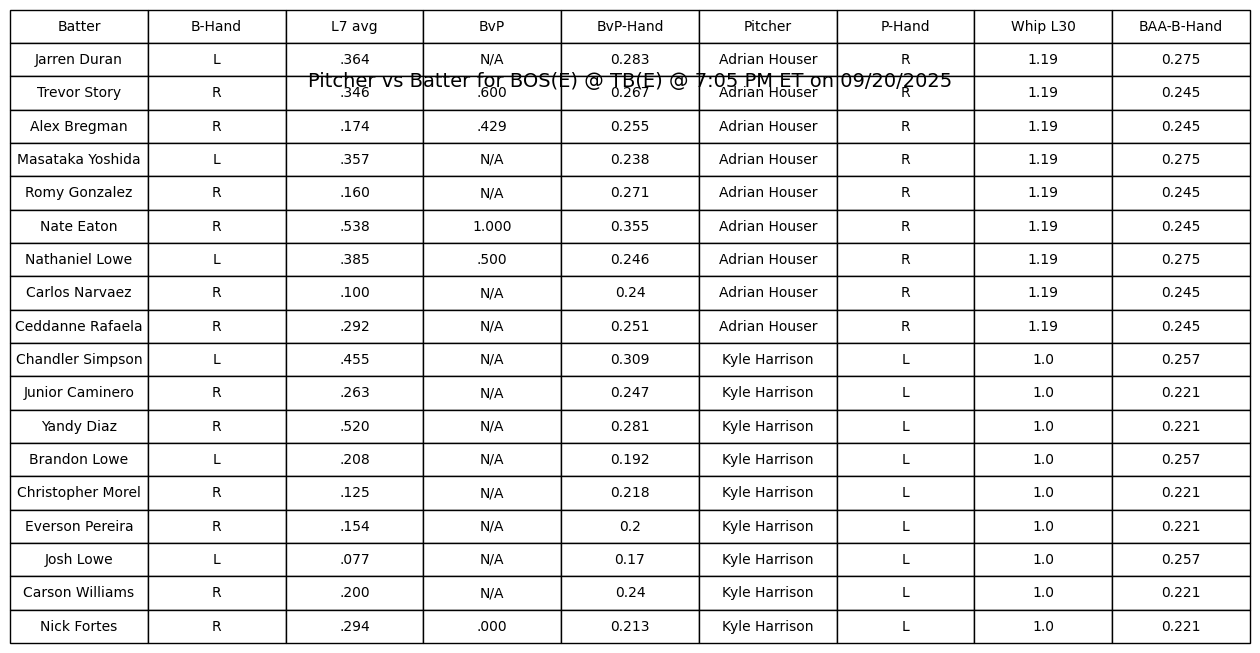 Batter B-Hand L7 avg BvP BvP-Hand Pitcher P-Hand Whip L30 BAA-B-Hand
Jarren Duran L .364 N/A 0.283 Adrian Houser R 1.19 0.275
Pitcher vs Batter for BOS(E) @ TB(E) @ 7:05 PM ET on 09/20/2025
Trevor Story R .346 .600 0.267 Adrian Houser R 1.19 0.245
Alex Bregman R .174 .429 0.255 Adrian Houser R 1.19 0.245
Masataka Yoshida L .357 N/A 0.238 Adrian Houser R 1.19 0.275
Romy Gonzalez R .160 N/A 0.271 Adrian Houser R 1.19 0.245
Nate Eaton R .538 1.000 0.355 Adrian Houser R 1.19 0.245
Nathaniel Lowe L .385 .500 0.246 Adrian Houser R 1.19 0.275
Carlos Narvaez R .100 N/A 0.24 Adrian Houser R 1.19 0.245
Ceddanne Rafaela R .292 N/A 0.251 Adrian Houser R 1.19 0.245
Chandler Simpson L .455 N/A 0.309 Kyle Harrison L 1.0 0.257
Junior Caminero R .263 N/A 0.247 Kyle Harrison L 1.0 0.221
Yandy Diaz R .520 N/A 0.281 Kyle Harrison L 1.0 0.221
Brandon Lowe L .208 N/A 0.192 Kyle Harrison L 1.0 0.257
Christopher Morel R .125 N/A 0.218 Kyle Harrison L 1.0 0.221
Everson Pereira R .154 N/A 0.2 Kyle Harrison L 1.0 0.221
Josh Lowe L .077 N/A 0.17 Kyle Harrison L 1.0 0.257
Carson Williams R .200 N/A 0.24 Kyle Harrison L 1.0 0.221
Nick Fortes R .294 .000 0.213 Kyle Harrison L 1.0 0.221